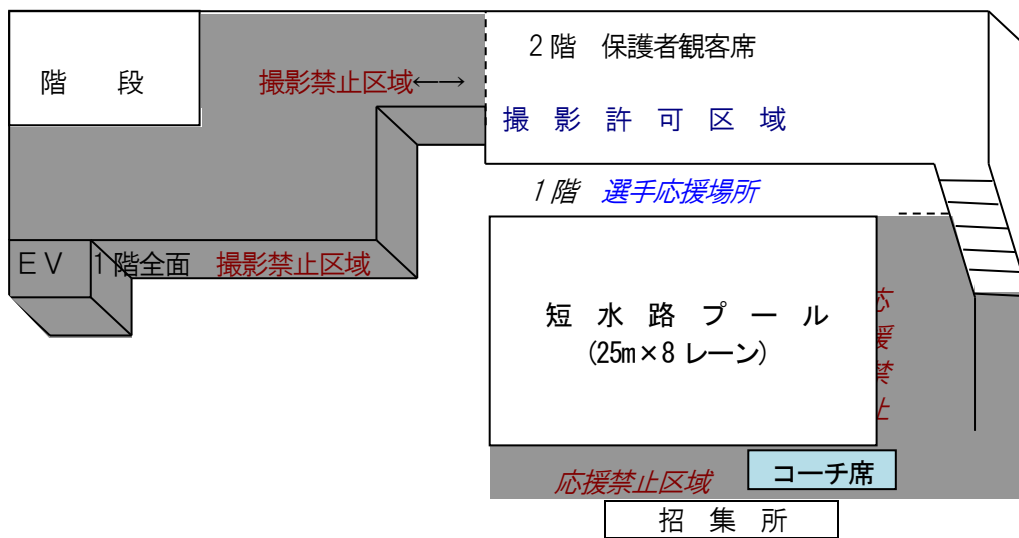 2階　保護者観客席
階　段
撮影禁止区域←→
撮 影 許 可 区 域
1階　選手応援場所
ＥＶ　1階全面　撮影禁止区域
短 水 路 プ ー ル
(25m×8 レーン)
応援禁止
応援禁止区域
コーチ席
招 集 所